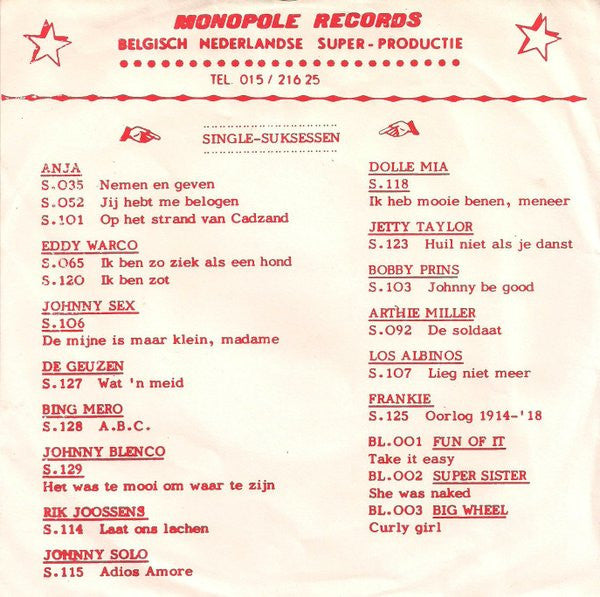 MONOPOLE RECORDS
BELGISCH NEDERLANDSE SUPER-PRODUCTIE
TEL. 015 / 216 25
SINGLE-SUKSESSEN
ANJA
S.035 Nemen en geven
S.052 Jij hebt me belogen
S.101 Op het strand van Cadzand
EDDY WARCO
S.065 Ik ben zo ziek als een hond
S.120 Ik ben zot
JOHNNY SEX
S.106
De mijne is maar klein, madame
DE GEUZEN
S.127 Wat 'n meid
BING MERO
S.128 A.B.C.
JOHNNY BLENCO
S.129
Het was te mooi om waar te zijn
RIK JOOSSENS
S.114 Laat ons lachen
JOHNNY SOLO
S.115 Adios Amore
DOLLE MIA
S.118
Ik heb mooie benen, meneer
JETTY TAYLOR
S.123 Huil niet als je danst
BOBBY PRINS
S.103 Johnny be good
ARTHIE MILLER
S.092 De soldaat
LOS ALBINOS
S.107 Lieg niet meer
FRANKIE
S.125 Oorlog 1914-'18
BL.001 FUN OF IT
Take it easy
BL.002 SUPER SISTER
She was naked
BL.003 BIG WHEEL
Curly girl